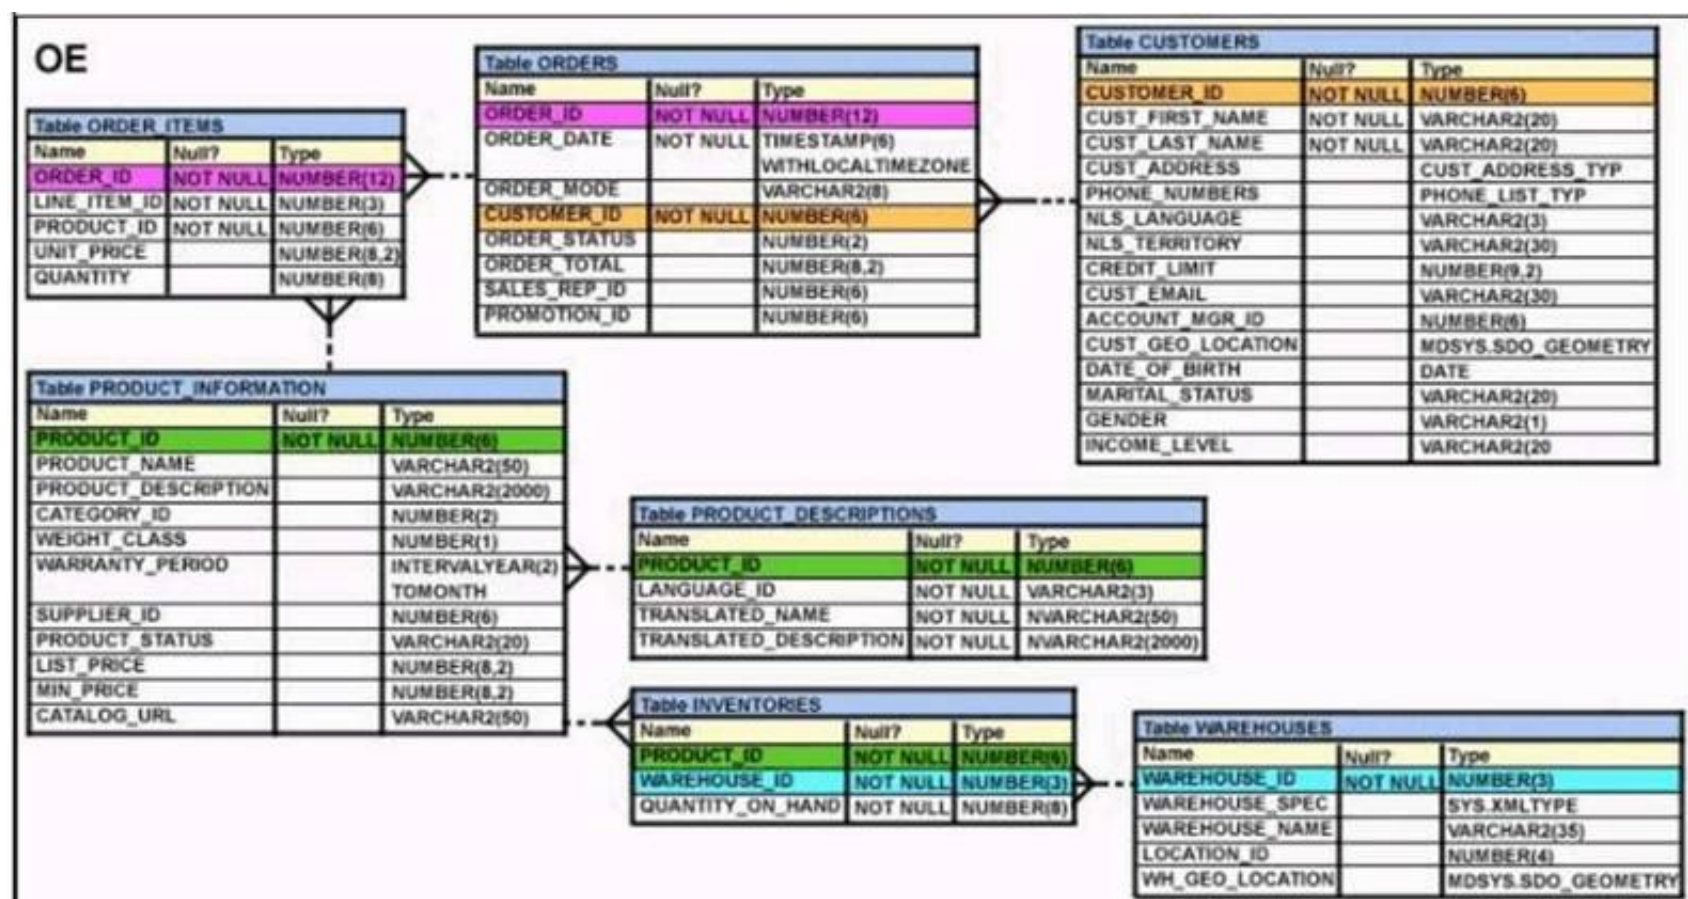 OE
Table ORDER_ITEMS
Name Null? Type
ORDER_ID NOT NULL NUMBER(12)
LINE_ITEM_ID NOT NULL NUMBER(3)
PRODUCT_ID NOT NULL NUMBER(6)
UNIT_PRICE NUMBER(8,2)
QUANTITY NUMBER(8)
Table ORDERS
Name Null? Type
ORDER_ID NOT NULL NUMBER(12)
ORDER_DATE NOT NULL TIMESTAMP(6)
WITHLOCALTIMEZONE
ORDER_MODE VARCHAR2(8)
CUSTOMER_ID NOT NULL NUMBER(6)
ORDER_STATUS NUMBER(2)
ORDER_TOTAL NUMBER(8,2)
SALES_REP_ID NUMBER(6)
PROMOTION_ID NUMBER(6)
Table CUSTOMERS
Name Null? Type
CUSTOMER_ID NOT NULL NUMBER(6)
CUST_FIRST_NAME NOT NULL VARCHAR2(20)
CUST_LAST_NAME NOT NULL VARCHAR2(20)
CUST_ADDRESS CUST_ADDRESS_TYP
PHONE_NUMBERS PHONE_LIST_TYP
NLS_LANGUAGE VARCHAR2(3)
NLS_TERRITORY VARCHAR2(30)
CREDIT_LIMIT NUMBER(9,2)
CUST_EMAIL VARCHAR2(30)
ACCOUNT_MGR_ID NUMBER(6)
CUST_GEO_LOCATION MDSYS.SDO_GEOMETRY
DATE_OF_BIRTH DATE
MARITAL_STATUS VARCHAR2(20)
GENDER VARCHAR2(1)
INCOME_LEVEL VARCHAR2(20
Table PRODUCT_INFORMATION
Name Null? Type
PRODUCT_ID NOT NULL NUMBER(6)
PRODUCT_NAME VARCHAR2(50)
PRODUCT_DESCRIPTION VARCHAR2(2000)
CATEGORY_ID NUMBER(2)
WEIGHT_CLASS NUMBER(1)
WARRANTY_PERIOD INTERVALYEAR(2)
TOMONTH
SUPPLIER_ID NUMBER(6)
PRODUCT_STATUS VARCHAR2(20)
LIST_PRICE NUMBER(8,2)
MIN_PRICE NUMBER(8,2)
CATALOG_URL VARCHAR2(50)
Table PRODUCT_DESCRIPTIONS
Name Null? Type
PRODUCT_ID NOT NULL NUMBER(6)
LANGUAGE_ID NOT NULL VARCHAR2(3)
TRANSLATED_NAME NOT NULL NVARCHAR2(50)
TRANSLATED_DESCRIPTION NOT NULL NVARCHAR2(2000)
Table INVENTORIES
Name Null? Type
PRODUCT_ID NOT NULL NUMBER(6)
WAREHOUSE_ID NOT NULL NUMBER(3)
QUANTITY_ON_HAND NOT NULL NUMBER(8)
Table WAREHOUSES
Name Null? Type
WAREHOUSE_ID NOT NULL NUMBER(3)
WAREHOUSE_SPEC SYS.XMLTYPE
WAREHOUSE_NAME VARCHAR2(35)
LOCATION_ID NUMBER(4)
WH_GEO_LOCATION MDSYS.SDO_GEOMETRY